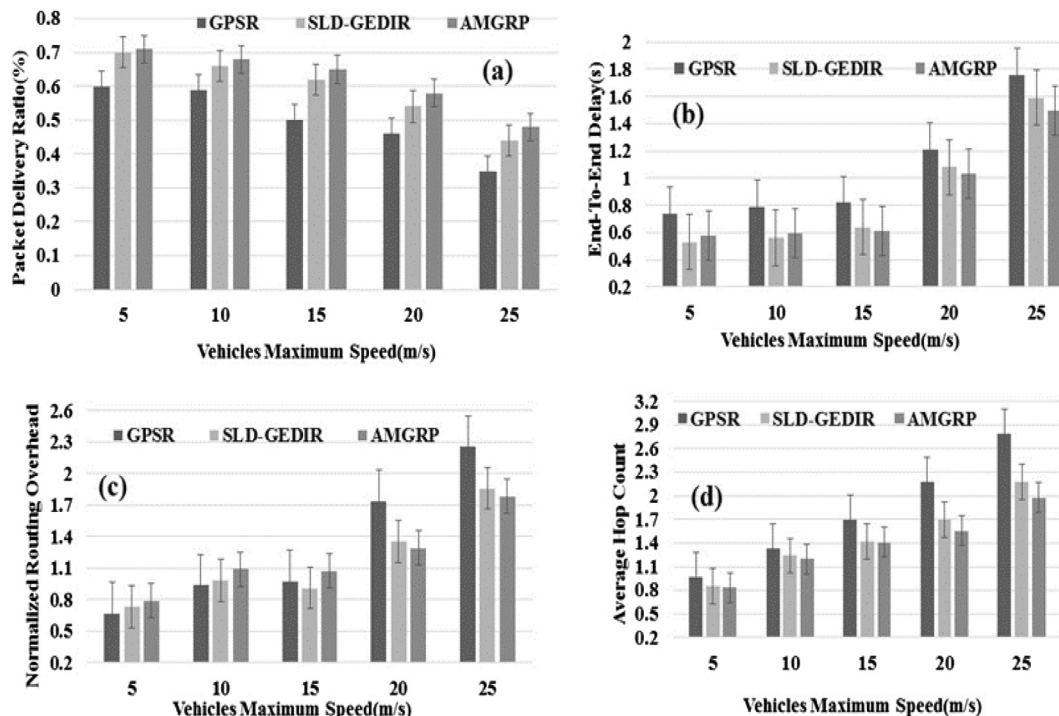 GPSR SLD-GEDIR AMGRP
(a)
Packet Delivery Ratio(%)
0.8
0.7
0.6
0.5
0.4
0.3
0.2
0.1
0
5 10 15 20 25
Vehicles Maximum Speed(m/s)
GPSR SLD-GEDIR AMGRP
(b)
End-To-End Delay(s)
2
1.8
1.6
1.4
1.2
1
0.8
0.6
0.4
0.2
5 10 15 20 25
Vehicles Maximum Speed(m/s)
GPSR SLD-GEDIR AMGRP
(c)
Normalized Routing Overhead
2.6
2.3
2
1.7
1.4
1.1
0.8
0.5
0.2
5 10 15 20 25
Vehicles Maximum Speed(m/s)
GPSR SLD-GEDIR AMGRP
(d)
Average Hop Count
3.2
2.9
2.6
2.3
2
1.7
1.4
1.1
0.8
0.5
0.2
5 10 15 20 25
Vehicles Maximum Speed(m/s)